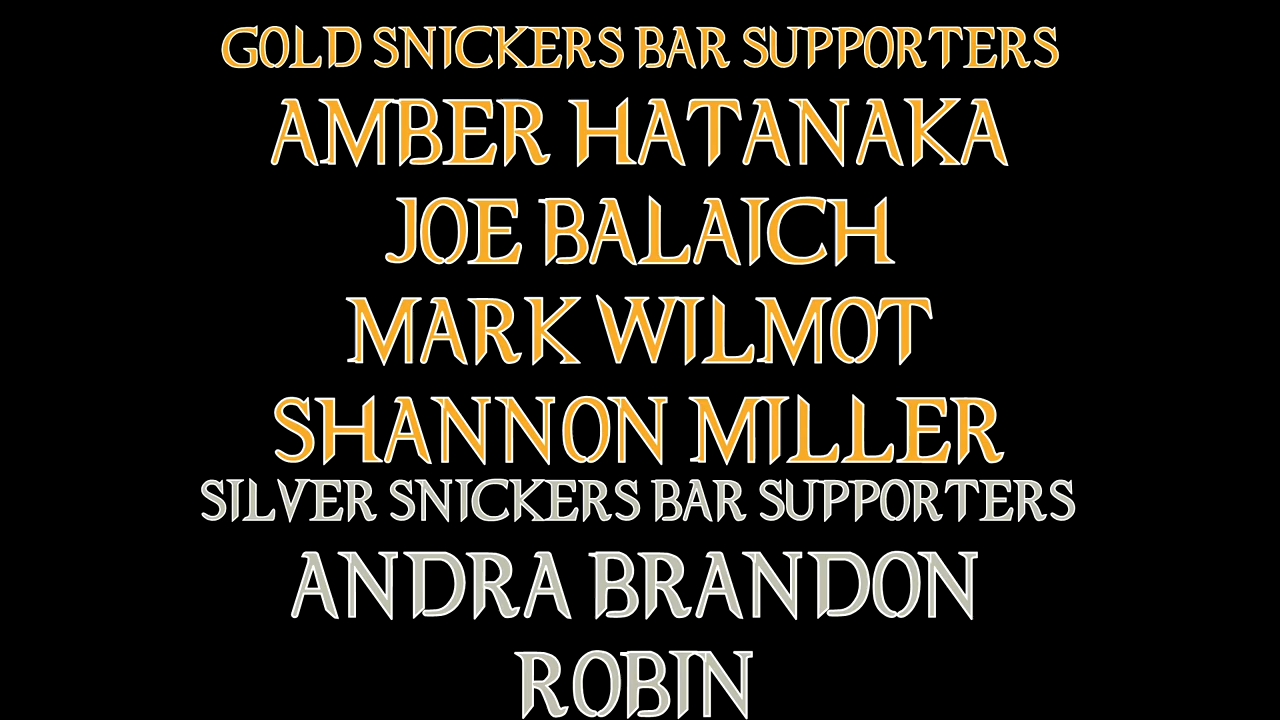 GOLD SNICKERS BAR SUPPORTERS
AMBER HATANAKA
JOE BALAICH
MARK WILMOT
SHANNON MILLER
SILVER SNICKERS BAR SUPPORTERS
ANDRA BRANDON
ROBIN